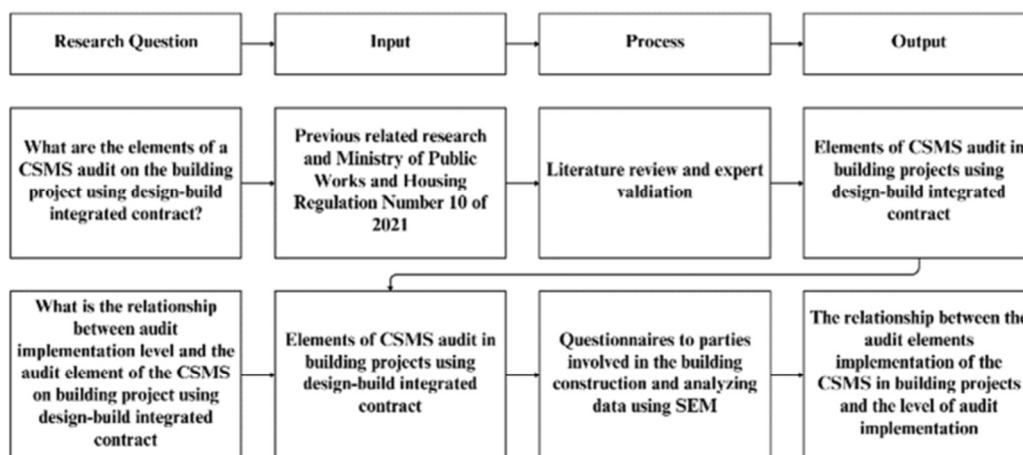 Research Question
Input
Process
Output
What are the elements of a
CSMS audit on the building
project using design-build
integrated contract?
Previous related research
and Ministry of Public
Works and Housing
Regulation Number 10 of
2021
Literature review and expert
valdiation
Elements of CSMS audit in
building projects using
design-build integrated
contract
What is the relationship
between audit
implementation level and the
audit element of the CSMS
on building project using
design-build integrated
contract
Elements of CSMS audit in
building projects using
design-build integrated
contract
Questionnaires to parties
involved in the building
construction and analyzing
data using SEM
The relationship between the
audit elements
implementation of the
CSMS in building projects
and the level of audit
implementation